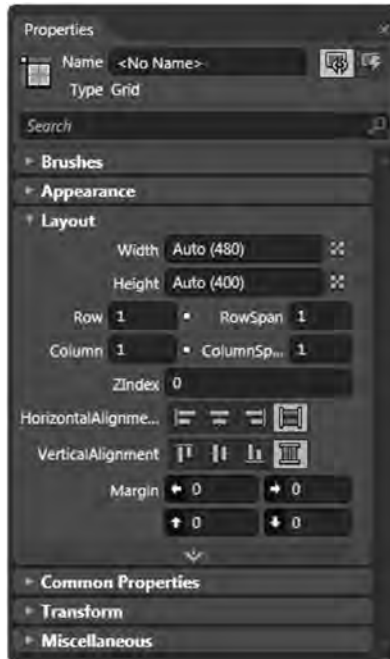 Properties
Name <No Name>
Type Grid
Search
Brushes
Appearance
Layout
Width Auto (480)
Height Auto (400)
Row 1 RowSpan 1
Column 1 ColumnSp... 1
ZIndex 0
HorizontalAlignme...
VerticalAlignment
Margin 0 0
0 0
Common Properties
Transform
Miscellaneous